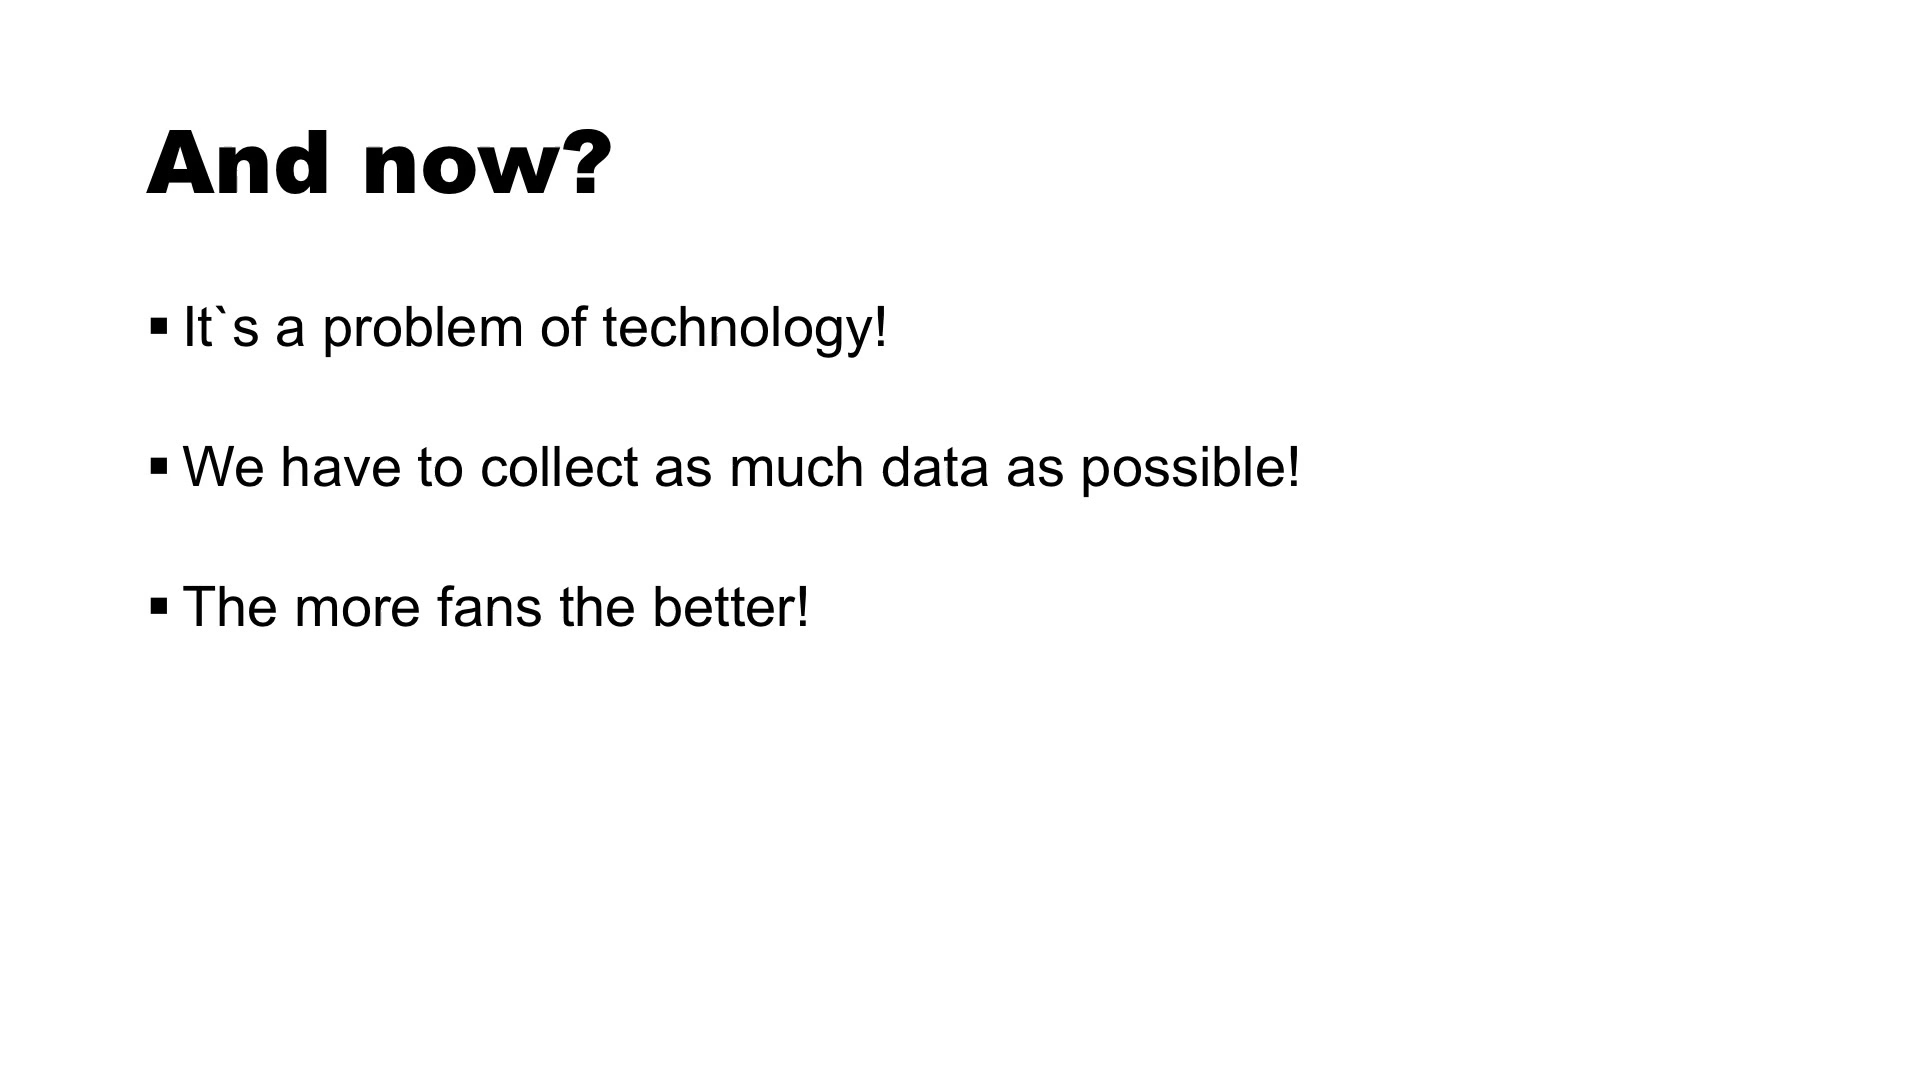 And now?
▪ It`s a problem of technology!
▪ We have to collect as much data as possible!
▪ The more fans the better!